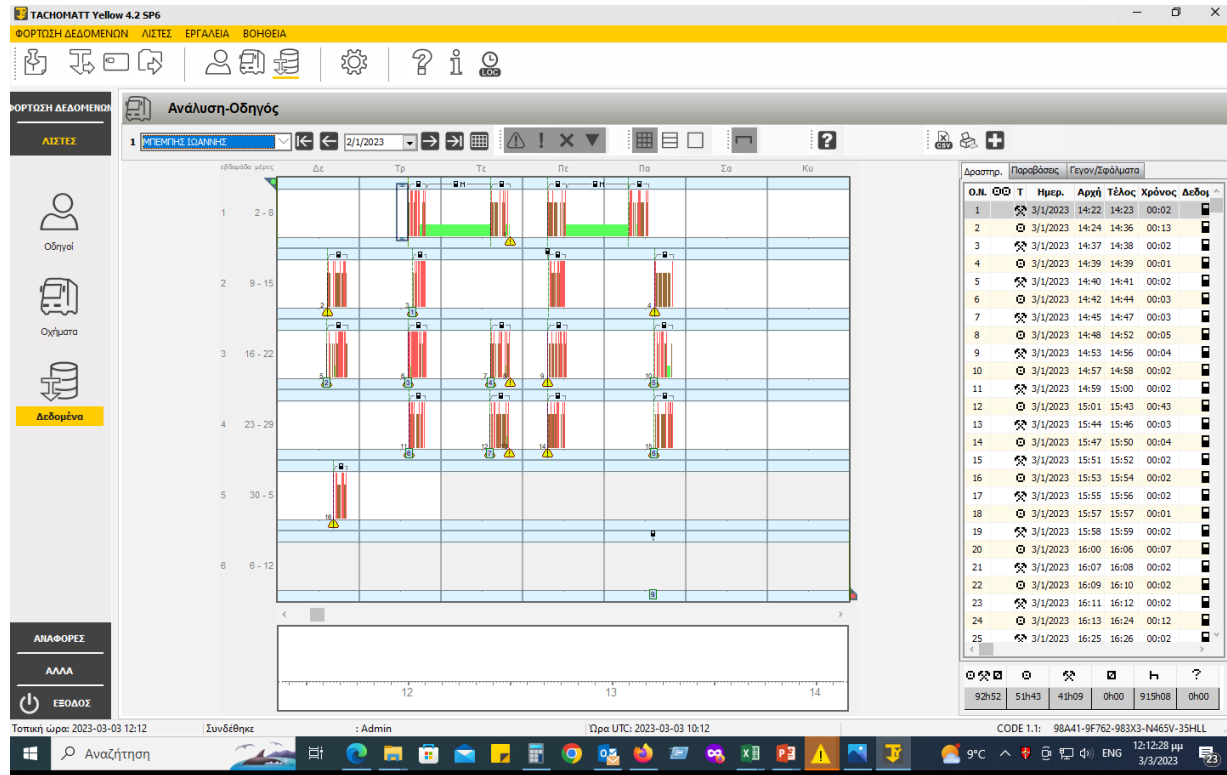 TACHOMATT Yellow 4.2 SP6
ΦΟΡΤΩΣΗ ΔΕΔΟΜΕΝΩΝ ΛΙΣΤΕΣ ΕΡΓΑΛΕΙΑ ΒΟΗΘΕΙΑ
LOC
ΦΟΡΤΩΣΗ ΔΕΔΟΜΕΝΩΝ
Ανάλυση-Οδηγός
ΛΙΣΤΕΣ
1 ΜΠΕΜΠΗΣ ΙΩΑΝΝΗΣ 2/1/2023 CSV
εβδομάδα μέρες Δε Τρ Τε Πε Πα Σα Κυ
1 2 - 8
2 9 - 15
3 16 - 22
4 23 - 29
5 30 - 5
6 6 - 12
12 13 14
Οδηγοί
Οχήματα
Δεδομένα
ΑΝΑΦΟΡΕΣ
ΑΛΛΑ
ΕΞΟΔΟΣ
Δραστηρ. Παραβάσεις Γεγον/Σφάλματα
Ο.Ν. Τ Ημερ. Αρχή Τέλος Χρόνος Δεδομ
1 3/1/2023 14:22 14:23 00:02
2 3/1/2023 14:24 14:36 00:13
3 3/1/2023 14:37 14:38 00:02
4 3/1/2023 14:39 14:39 00:01
5 3/1/2023 14:40 14:41 00:02
6 3/1/2023 14:42 14:44 00:03
7 3/1/2023 14:45 14:47 00:03
8 3/1/2023 14:48 14:52 00:05
9 3/1/2023 14:53 14:56 00:04
10 3/1/2023 14:57 14:58 00:02
11 3/1/2023 14:59 15:00 00:02
12 3/1/2023 15:01 15:43 00:43
13 3/1/2023 15:44 15:46 00:03
14 3/1/2023 15:47 15:50 00:04
15 3/1/2023 15:51 15:52 00:02
16 3/1/2023 15:53 15:54 00:02
17 3/1/2023 15:55 15:56 00:02
18 3/1/2023 15:57 15:57 00:01
19 3/1/2023 15:58 15:59 00:02
20 3/1/2023 16:00 16:06 00:07
21 3/1/2023 16:07 16:08 00:02
22 3/1/2023 16:09 16:10 00:02
23 3/1/2023 16:11 16:12 00:02
24 3/1/2023 16:13 16:24 00:12
25 3/1/2023 16:25 16:26 00:02
?
92h52 51h43 41h09 0h00 915h08 0h00
Τοπική ώρα: 2023-03-03 12:12 Συνδέθηκε : Admin Ώρα UTC: 2023-03-03 10:12 CODE 1.1: 98A41-9F762-983X3-N465V-35HLL
Αναζήτηση 9°C ENG 12:12:28 μμ
3/3/2023 23